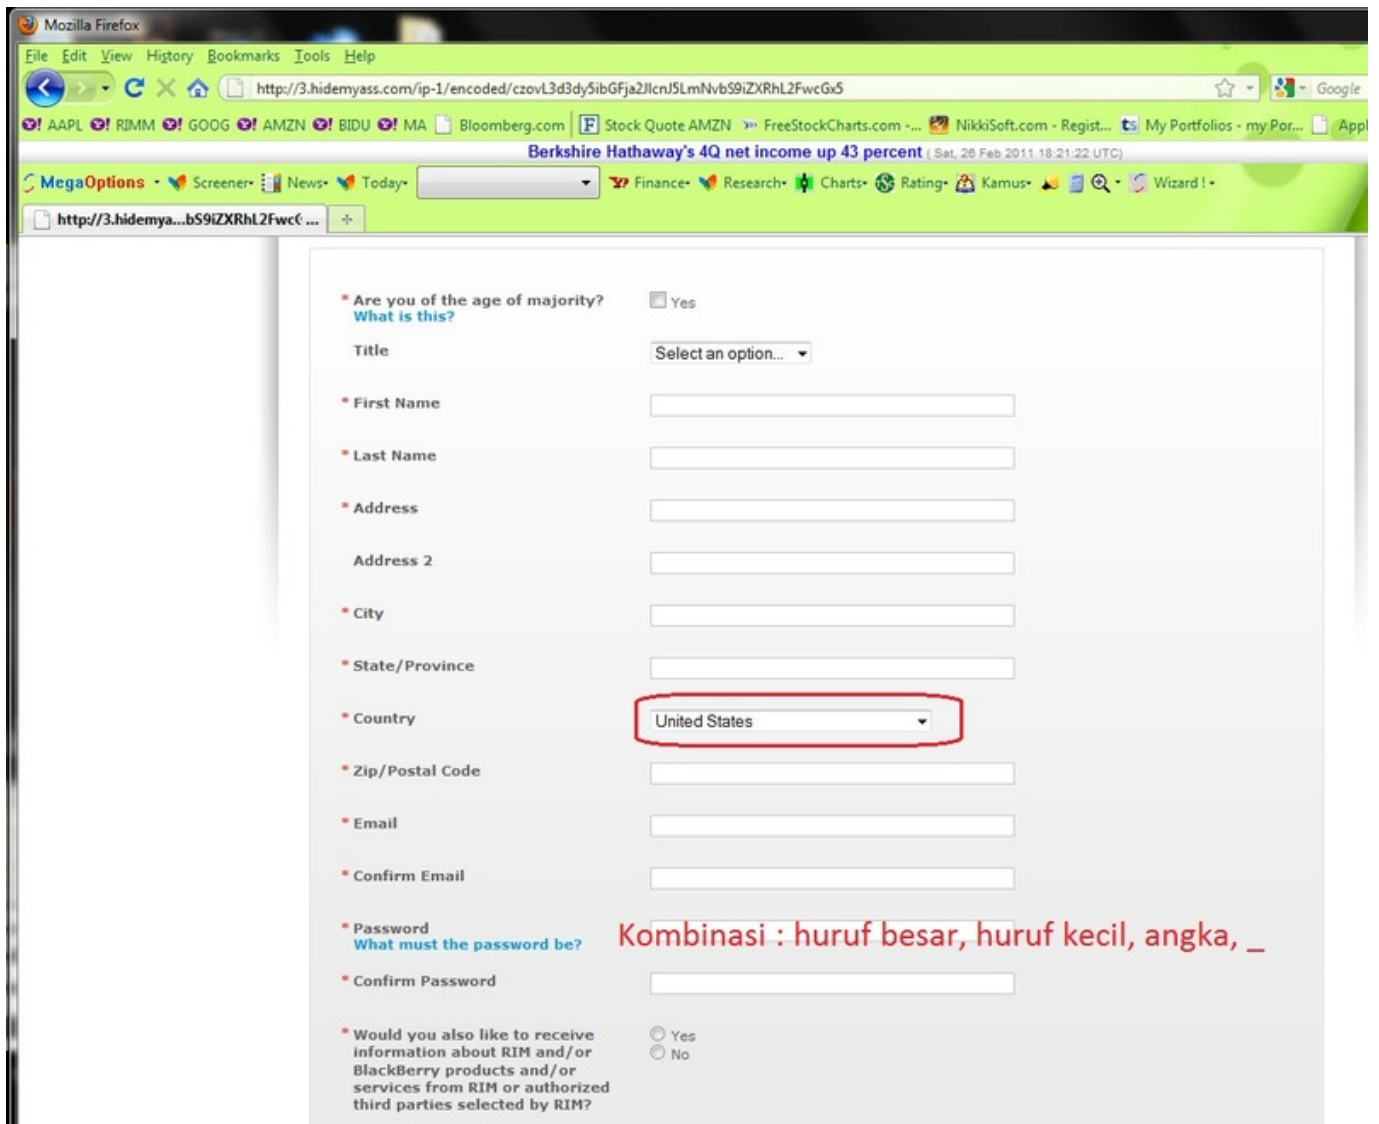 Mozilla Firefox
File Edit View History Bookmarks Tools Help
http://3.hidemyass.com/ip-1/encoded/czovL3d3dy5ibGFja2JlcnJ5LmNvbS9iZXRhL2FwcGx5 Google
AAPL RIMM GOOG AMZN BIDU MA Bloomberg.com Stock Quote AMZN FreeStockCharts.com -... NikkiSoft.com - Regist... ts My Portfolios - my Por... Appl
Berkshire Hathaway's 4Q net income up 43 percent ( Sat, 26 Feb 2011 18:21:22 UTC)
MegaOptions Screener News Today Finance Research Charts Rating Kamus Wizard !
http://3.hidemya...bS9iZXRhL2FwcG ...
* Are you of the age of majority? Yes
What is this?
Title Select an option...
* First Name
* Last Name
* Address
Address 2
* City
* State/Province
* Country United States
* Zip/Postal Code
* Email
* Confirm Email
* Password
What must the password be? Kombinasi : huruf besar, huruf kecil, angka, _
* Confirm Password
* Would you also like to receive Yes
information about RIM and/or No
BlackBerry products and/or
services from RIM or authorized
third parties selected by RIM?